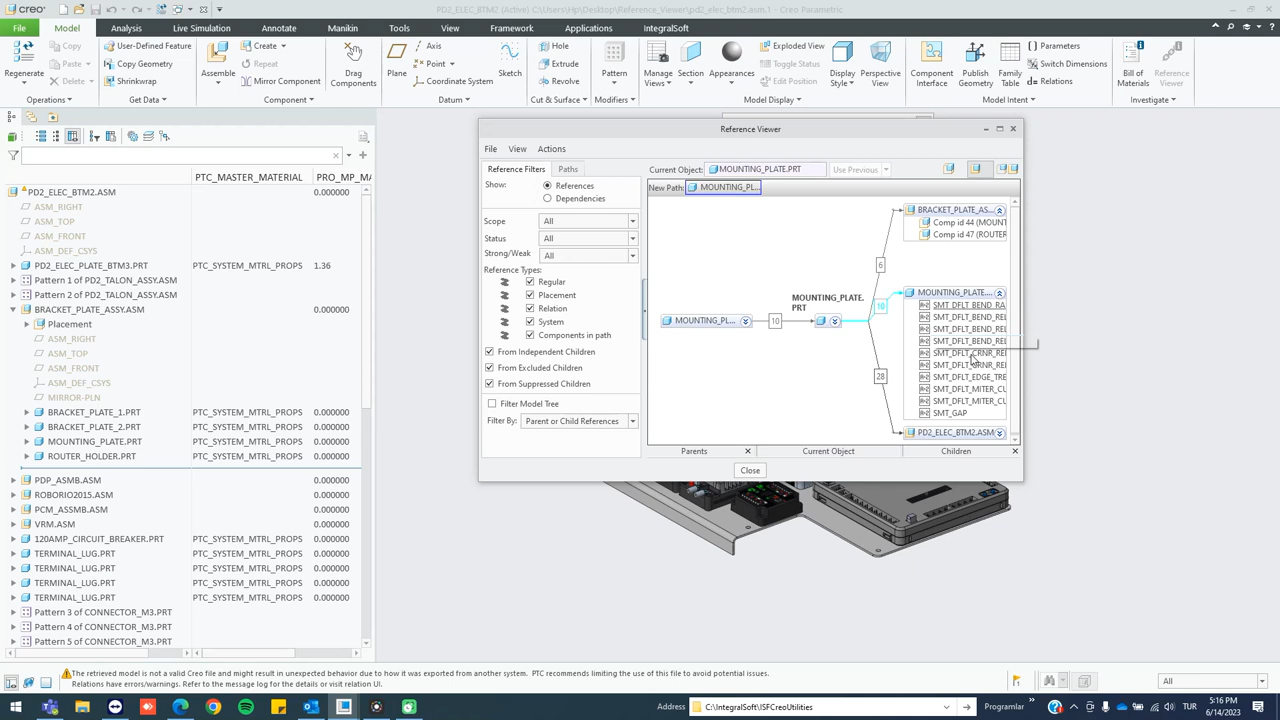 creo
PD2_ELEC_BTM2 (Active) C:\Users\Hp\Desktop\Reference_Viewer\pd2_elec_btm2.asm.1 - Creo Parametric
File
Model
Analysis
Live Simulation
Annotate
Manikin
Tools
View
Framework
Applications
IntegralSoft
Regenerate
Copy
Paste
Delete
Operations
User-Defined Feature
Copy Geometry
Shrinkwrap
Get Data
Assemble
Create
Repeat
Mirror Component
Component
Drag Components
Plane
Axis
Point
Coordinate System
Datum
Sketch
Hole
Extrude
Revolve
Cut & Surface
Pattern
Modifiers
Manage Views
Section
Appearances
Exploded View
Toggle Status
Edit Position
Display Style
Perspective View
Model Display
Component Interface
Publish Geometry
Family Table
Parameters
Switch Dimensions
Relations
Model Intent
Bill of Materials
Reference Viewer
Investigate
PTC_MASTER_MATERIAL
PRO_MP_MA
PD2_ELEC_BTM2.ASM 0.000000
ASM_RIGHT
ASM_TOP
ASM_FRONT
ASM_DEF_CSYS
PD2_ELEC_PLATE_BTM3.PRT PTC_SYSTEM_MTRL_PROPS 1.36
Pattern 1 of PD2_TALON_ASSY.ASM
Pattern 2 of PD2_TALON_ASSY.ASM
BRACKET_PLATE_ASSY.ASM 0.000000
Placement
ASM_RIGHT
ASM_TOP
ASM_FRONT
ASM_DEF_CSYS
MIRROR-PLN
BRACKET_PLATE_1.PRT PTC_SYSTEM_MTRL_PROPS 0.000000
BRACKET_PLATE_2.PRT PTC_SYSTEM_MTRL_PROPS 0.000000
MOUNTING_PLATE.PRT PTC_SYSTEM_MTRL_PROPS 0.000000
ROUTER_HOLDER.PRT PTC_SYSTEM_MTRL_PROPS 0.000000
PDP_ASMB.ASM 0.000000
ROBORIO2015.ASM 0.000000
PCM_ASSMB.ASM 0.000000
VRM.ASM 0.000000
120AMP_CIRCUIT_BREAKER.PRT PTC_SYSTEM_MTRL_PROPS 0.000000
TERMINAL_LUG.PRT PTC_SYSTEM_MTRL_PROPS 0.000000
TERMINAL_LUG.PRT PTC_SYSTEM_MTRL_PROPS 0.000000
TERMINAL_LUG.PRT PTC_SYSTEM_MTRL_PROPS 0.000000
TERMINAL_LUG.PRT PTC_SYSTEM_MTRL_PROPS 0.000000
Pattern 3 of CONNECTOR_M3.PRT
Pattern 4 of CONNECTOR_M3.PRT
Pattern 5 of CONNECTOR_M3.PRT
Reference Viewer
File View Actions
Reference Filters Paths
Show:
References
Dependencies
Scope All
Status All
Strong/Weak All
Reference Types:
Regular
Placement
Relation
System
Components in path
From Independent Children
From Excluded Children
From Suppressed Children
Filter Model Tree
Filter By: Parent or Child References
Current Object: MOUNTING_PLATE.PRT
Use Previous
New Path: MOUNTING_PL...
MOUNTING_PL...
10
MOUNTING_PLATE.
PRT
6
10
28
BRACKET_PLATE_AS...
Comp id 44 (MOUNT
Comp id 47 (ROUTER
MOUNTING_PLATE....
SMT_DFLT_BEND_RA
SMT_DFLT_BEND_REL
SMT_DFLT_BEND_REL
SMT_DFLT_BEND_REL
SMT_DFLT_CRNR_REL
SMT_DFLT_CRNR_REL
SMT_DFLT_EDGE_TRE
SMT_DFLT_MITER_CU
SMT_DFLT_MITER_CU
SMT_GAP
PD2_ELEC_BTM2.ASM
Parents
Current Object
Children
Close
The retrieved model is not a valid Creo file and might result in unexpected behavior due to how it was exported from another system. PTC recommends limiting the use of this file to avoid potential issues.
Relations have errors/warnings. Refer to the message log for the details or visit relation UI.
All
Address C:\IntegralSoft\ISFCreoUtilities
Programlar
TUR
5:16 PM
6/14/2023